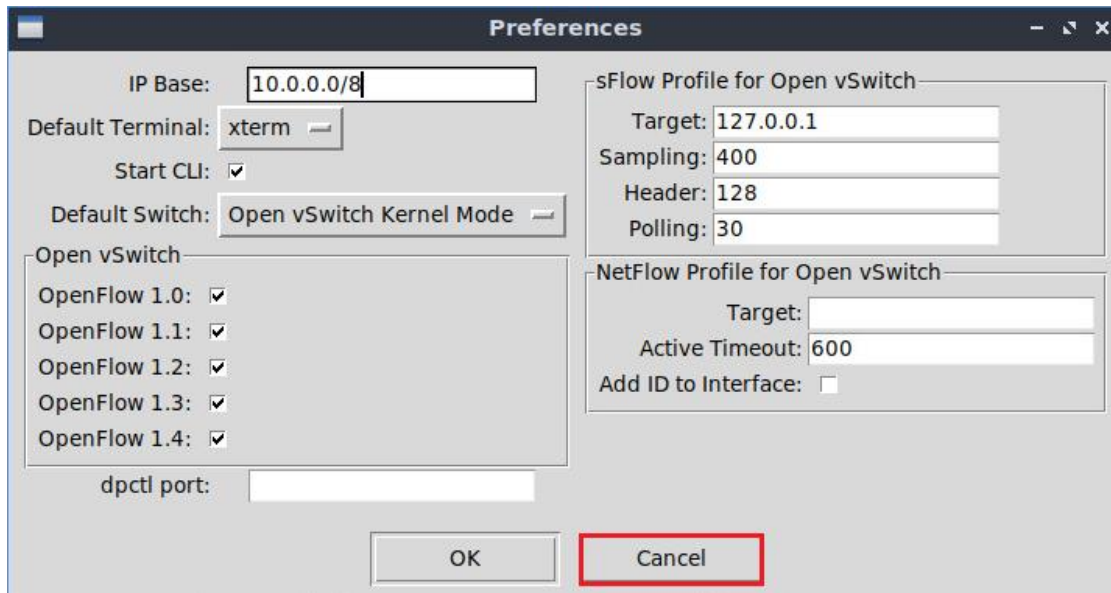 Preferences
IP Base: 10.0.0.0/8
Default Terminal: xterm
Start CLI:
Default Switch: Open vSwitch Kernel Mode
Open vSwitch
OpenFlow 1.0:
OpenFlow 1.1:
OpenFlow 1.2:
OpenFlow 1.3:
OpenFlow 1.4:
dpctl port:
sFlow Profile for Open vSwitch
Target: 127.0.0.1
Sampling: 400
Header: 128
Polling: 30
NetFlow Profile for Open vSwitch
Target:
Active Timeout: 600
Add ID to Interface:
OK
Cancel